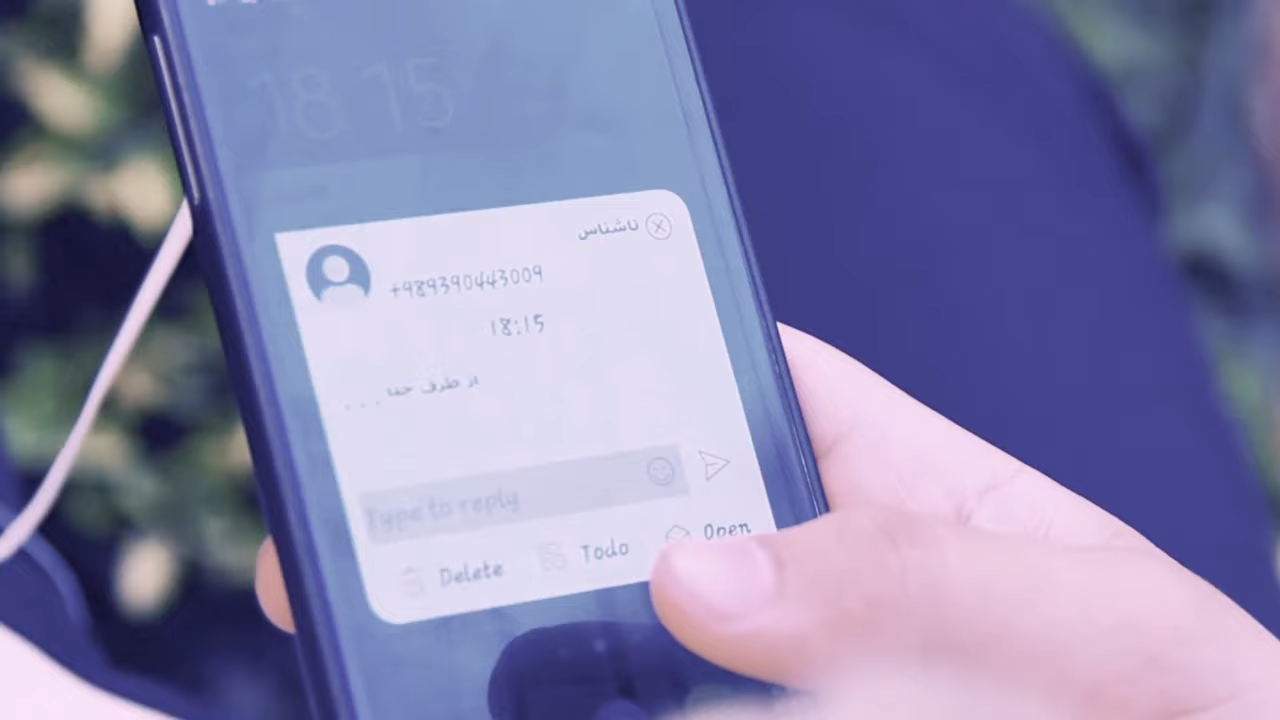 18 15
ناشناس
+989390443009
18:15
از طرف خدا...
Type to reply
Delete Todo Open